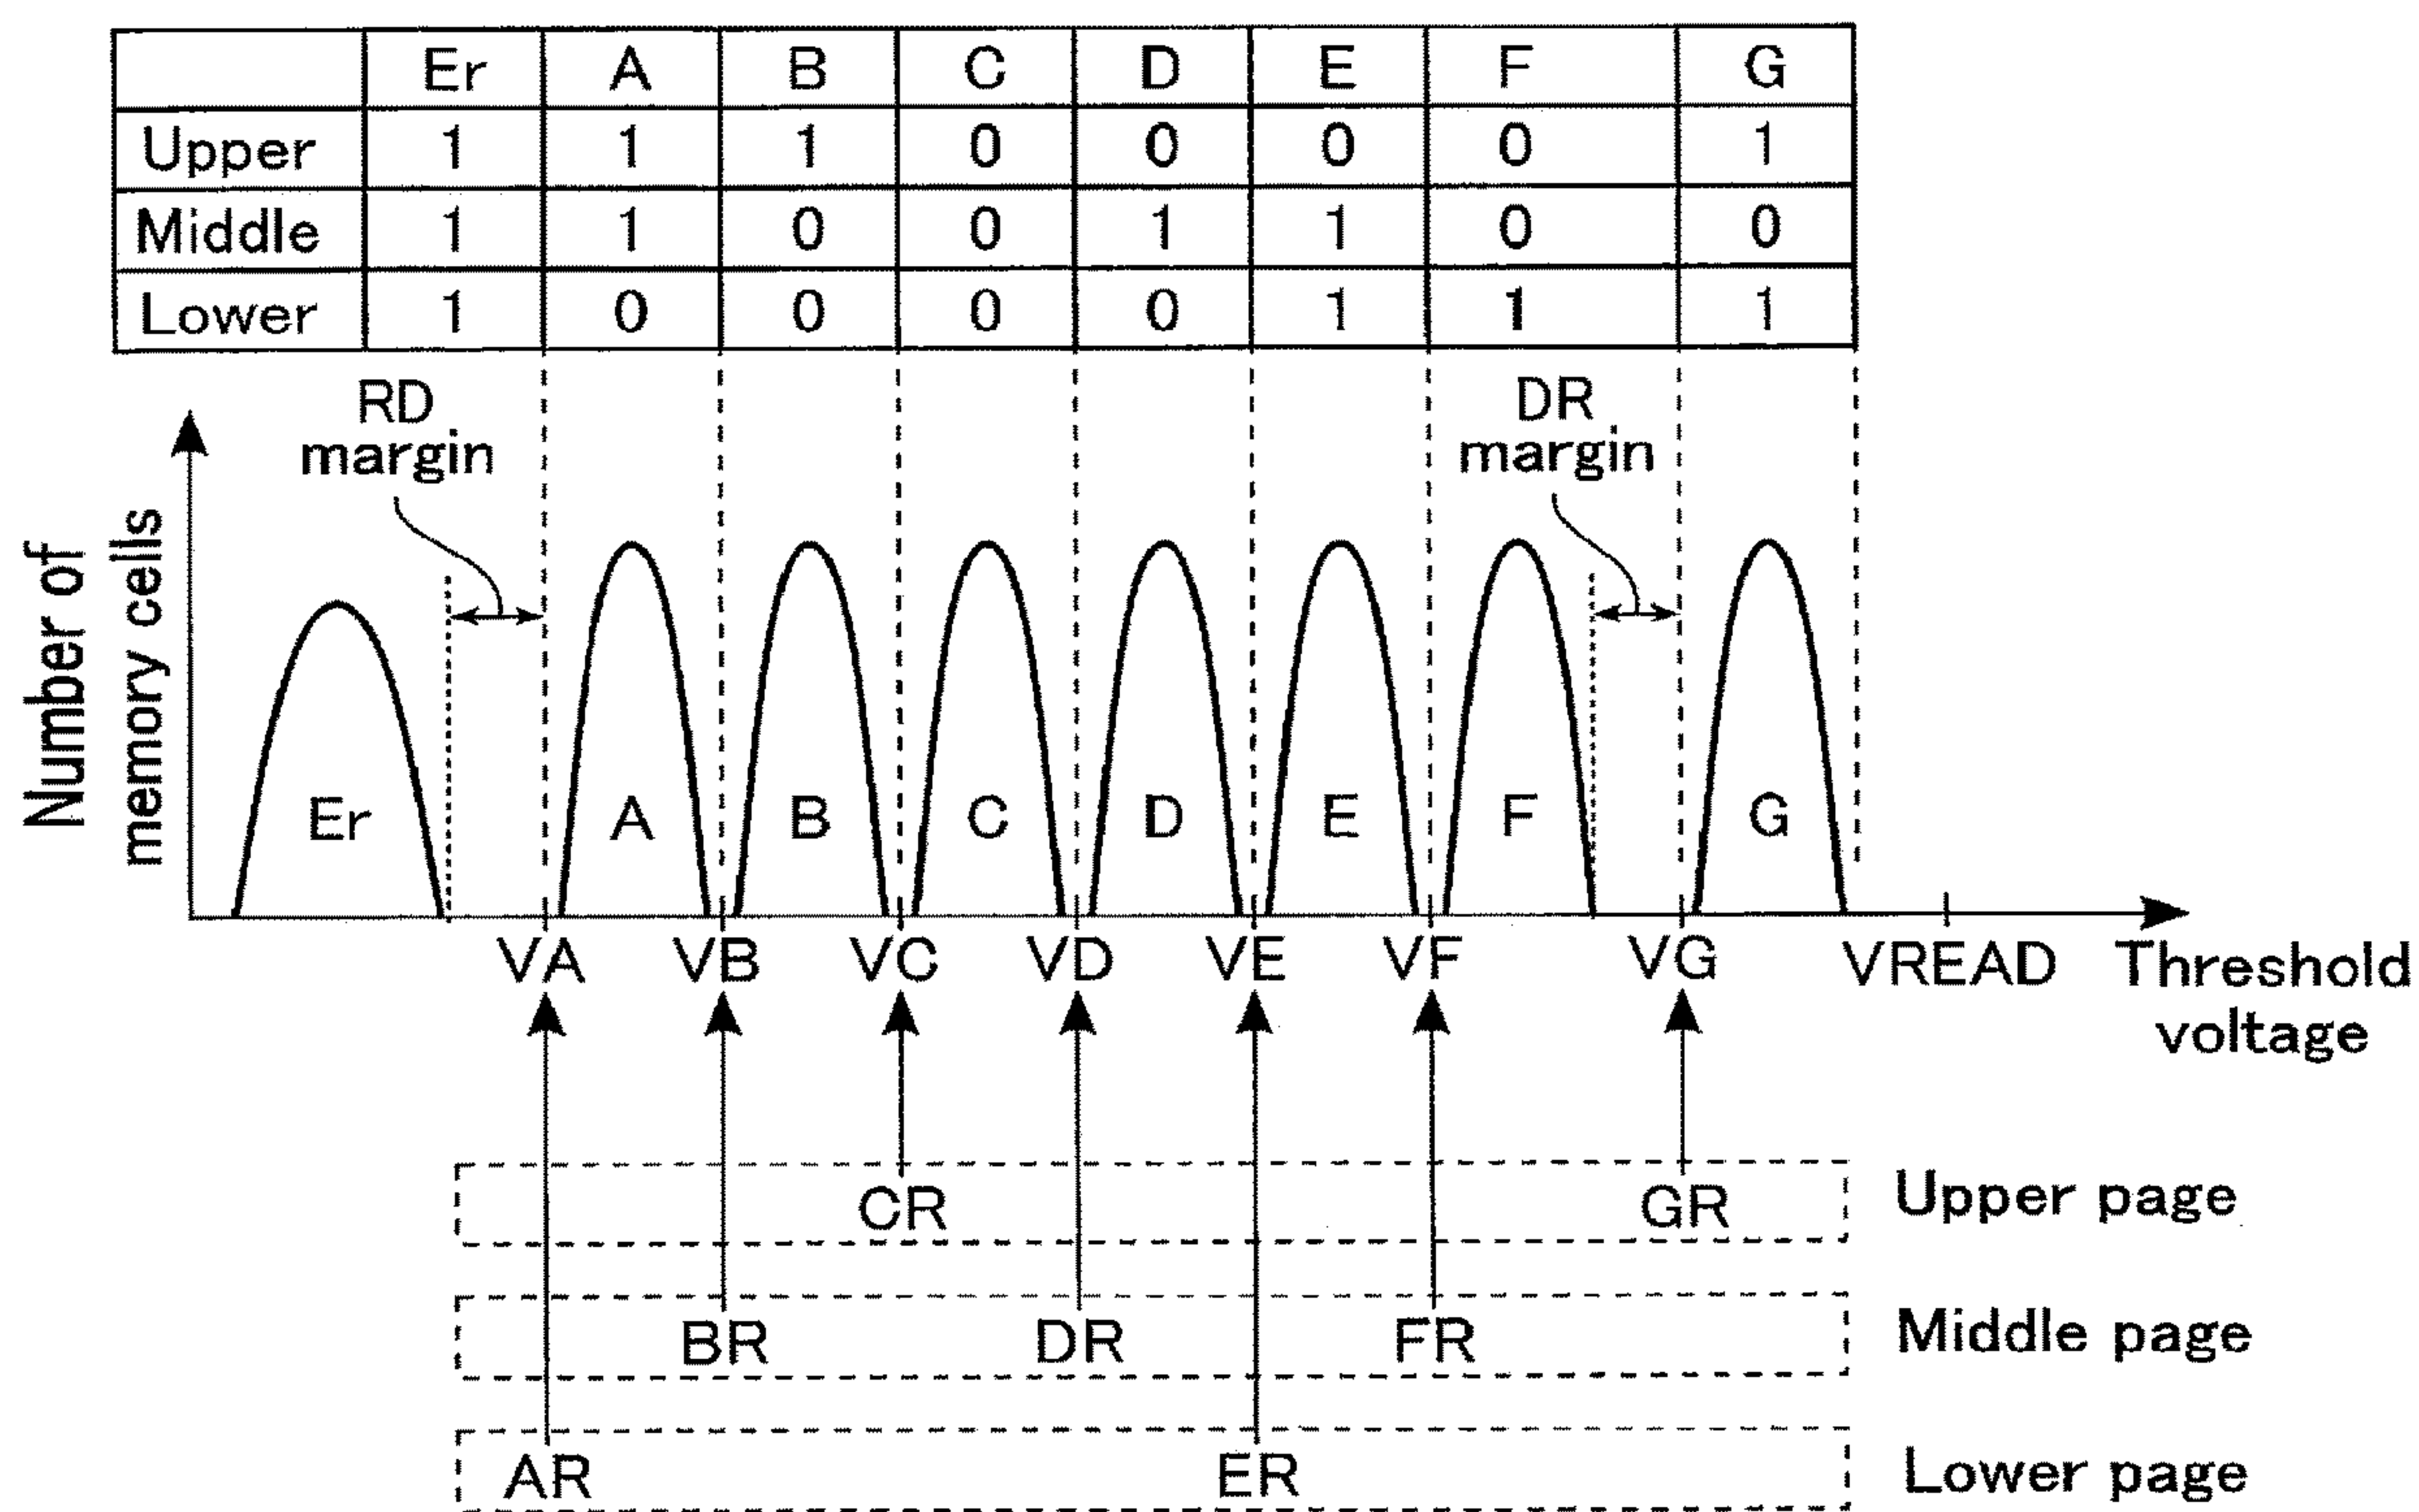 Er A B C D E F G
Upper 1 1 1 0 0 0 0 1
Middle 1 1 0 0 1 1 0 0
Lower 1 0 0 0 0 1 1 1
RD
margin
DR
margin
Number of
memory cells
Er A B C D E F G
VA VB VC VD VE VF VG VREAD Threshold
voltage
CR GR Upper page
BR DR FR Middle page
AR ER Lower page